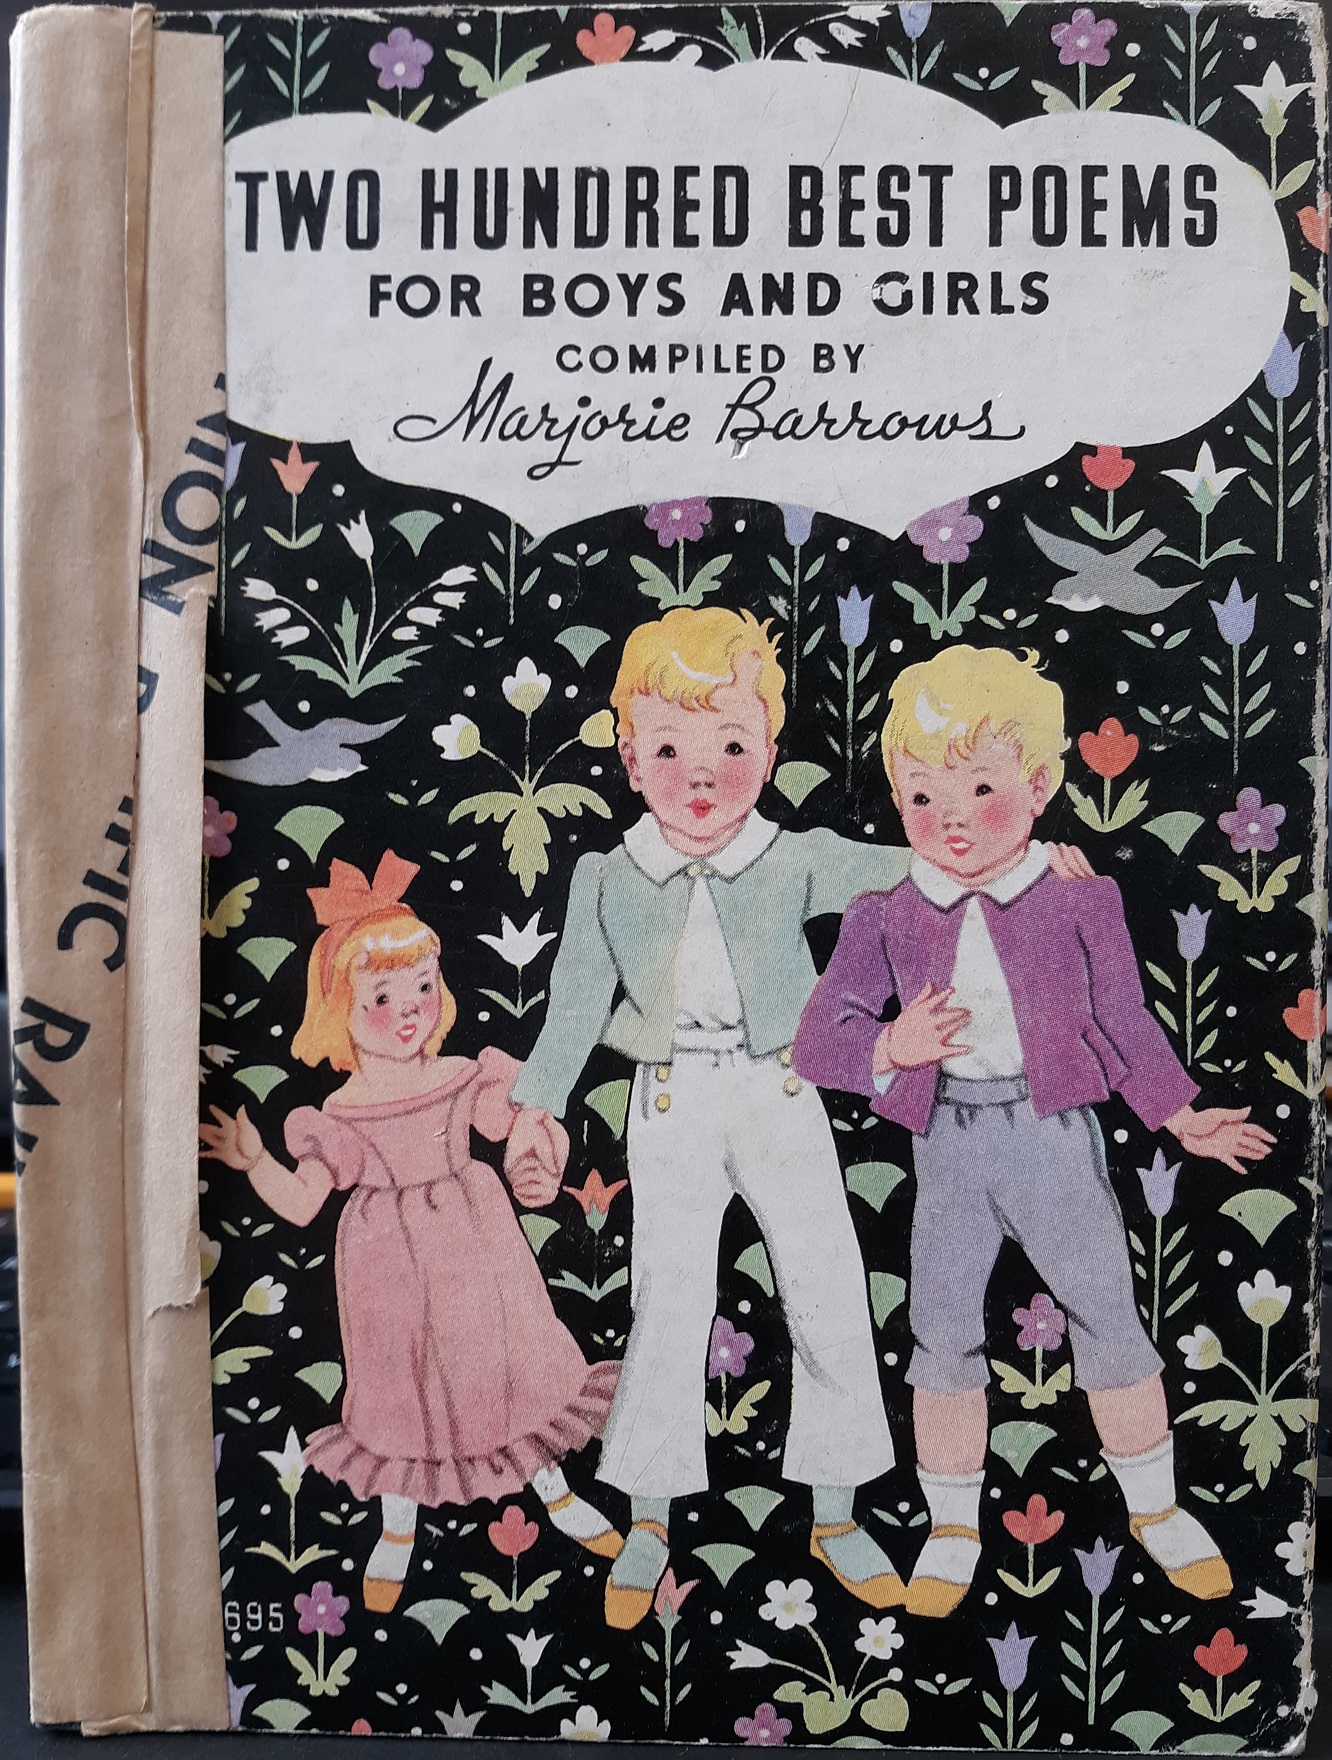 TWO HUNDRED BEST POEMS
FOR BOYS AND GIRLS
COMPILED BY
Marjorie Barrows
695